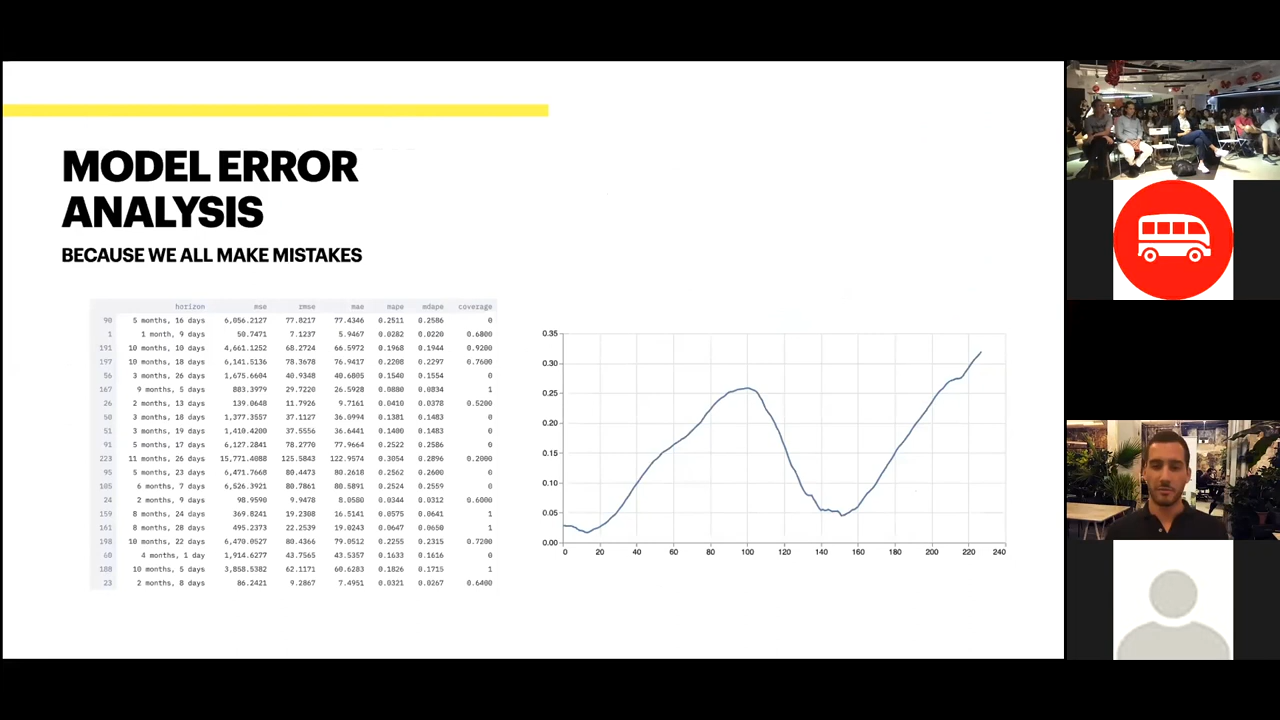 MODEL ERROR
ANALYSIS
BECAUSE WE ALL MAKE MISTAKES
horizon mse rmse mae mape mdape coverage
90 5 months, 16 days 6,056.2127 77.8217 77.4346 0.2511 0.2586 0
1 1 month, 9 days 50.7471 7.1237 5.9467 0.0282 0.0220 0.6800
191 10 months, 10 days 4,661.1252 68.2724 66.5972 0.1968 0.1944 0.9200
197 10 months, 18 days 6,141.5136 78.3678 76.9417 0.2208 0.2297 0.7600
56 3 months, 26 days 1,675.6604 40.9348 40.6805 0.1540 0.1554 0
167 9 months, 5 days 883.3979 29.7220 26.5928 0.0880 0.0834 1
26 2 months, 13 days 139.0648 11.7926 9.7161 0.0410 0.0378 0.5200
50 3 months, 18 days 1,377.3557 37.1127 36.0994 0.1381 0.1483 0
51 3 months, 19 days 1,410.4200 37.5556 36.6441 0.1400 0.1483 0
91 5 months, 17 days 6,127.2841 78.2770 77.9664 0.2522 0.2586 0
223 11 months, 26 days 15,771.4088 125.5843 122.9574 0.3054 0.2896 0.2000
95 5 months, 23 days 6,471.7668 80.4473 80.2618 0.2562 0.2600 0
105 6 months, 7 days 6,526.3921 80.7861 80.5891 0.2524 0.2559 0
24 2 months, 9 days 98.9590 9.9478 8.0580 0.0344 0.0312 0.6000
159 8 months, 24 days 369.8241 19.2308 16.5141 0.0575 0.0641 1
161 8 months, 28 days 495.2373 22.2539 19.0243 0.0647 0.0650 1
198 10 months, 22 days 6,470.0527 80.4366 79.0512 0.2255 0.2315 0.7200
60 4 months, 1 day 1,914.6277 43.7565 43.5357 0.1633 0.1616 0
188 10 months, 5 days 3,858.5382 62.1171 60.6283 0.1826 0.1715 1
23 2 months, 8 days 86.2421 9.2867 7.4951 0.0321 0.0267 0.6400
0.35
0.30
0.25
0.20
0.15
0.10
0.05
0.00
0 20 40 60 80 100 120 140 160 180 200 220 240